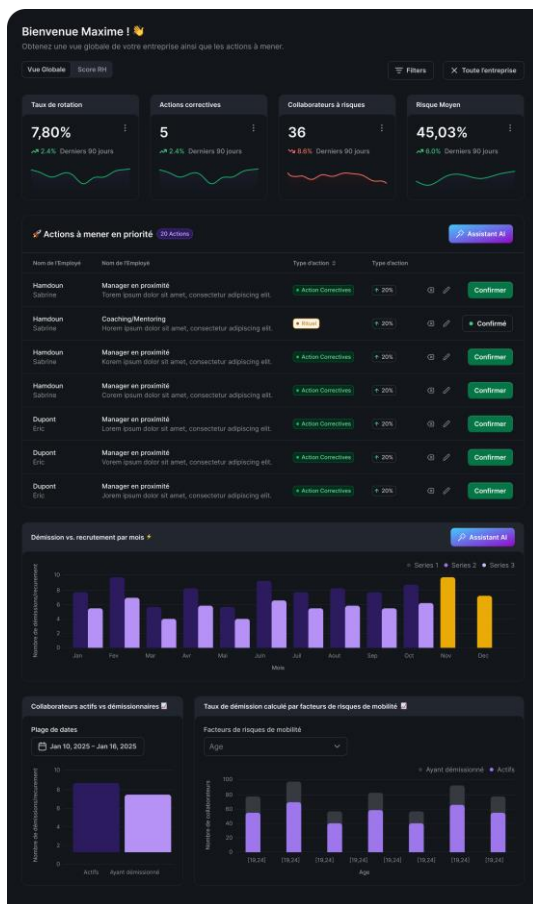 Bienvenue Maxime ! 👋
Obtenez une vue globale de votre entreprise ainsi que les actions à mener.
Vue Globale Score RH
Filters Toute l'entreprise
Taux de rotation
7,80%
2.4% Derniers 90 jours
Actions correctives
5
2.4% Derniers 90 jours
Collaborateurs à risques
36
8.6% Derniers 90 jours
Risque Moyen
45,03%
8.0% Derniers 90 jours
🚀 Actions à mener en priorité 20 Actions
Assistant AI
Nom de l'Employé Nom de l'Employé Type d'action Type d'action
Hamdoun Manager en proximité
Sabrine Torem ipsum dolor sit amet, consectetur adipiscing elit.
Action Correctives ↑ 20% Confirmer
Hamdoun Coaching/Mentoring
Sabrine Horem ipsum dolor sit amet, consectetur adipiscing elit.
Rituel ↑ 20% Confirmé
Hamdoun Manager en proximité
Sabrine Korem ipsum dolor sit amet, consectetur adipiscing elit.
Action Correctives ↑ 20% Confirmer
Hamdoun Manager en proximité
Sabrine Corem ipsum dolor sit amet, consectetur adipiscing elit.
Action Correctives ↑ 20% Confirmer
Dupont Manager en proximité
Eric Lorem ipsum dolor sit amet, consectetur adipiscing elit.
Action Correctives ↑ 20% Confirmer
Dupont Manager en proximité
Eric Vorem ipsum dolor sit amet, consectetur adipiscing elit.
Action Correctives ↑ 20% Confirmer
Dupont Manager en proximité
Eric Jorem ipsum dolor sit amet, consectetur adipiscing elit.
Action Correctives ↑ 20% Confirmer
Démission vs. recrutement par mois
Assistant AI
Series 1 Series 2 Series 3
Nombre de démissions/recurement
10
8
6
4
2
0
Jan Fév Mar Avr Mai Juin Juil Aout Sep Oct Nov Dec
Mois
Collaborateurs actifs vs démissionnaires
Plage de dates
Jan 10, 2025 – Jan 16, 2025
Nombre de démissions/recurement
10
4
2
0
Actifs Ayant démissionné
Taux de démission calculé par facteurs de risques de mobilité
Facteurs de risques de mobilité
Age
Ayant démissionné Actifs
Nombre de collaborateurs
100
80
60
40
20
0
[19,24] [19,24] [19,24] [19,24] [19,24] [19,24] [19,24]
Age